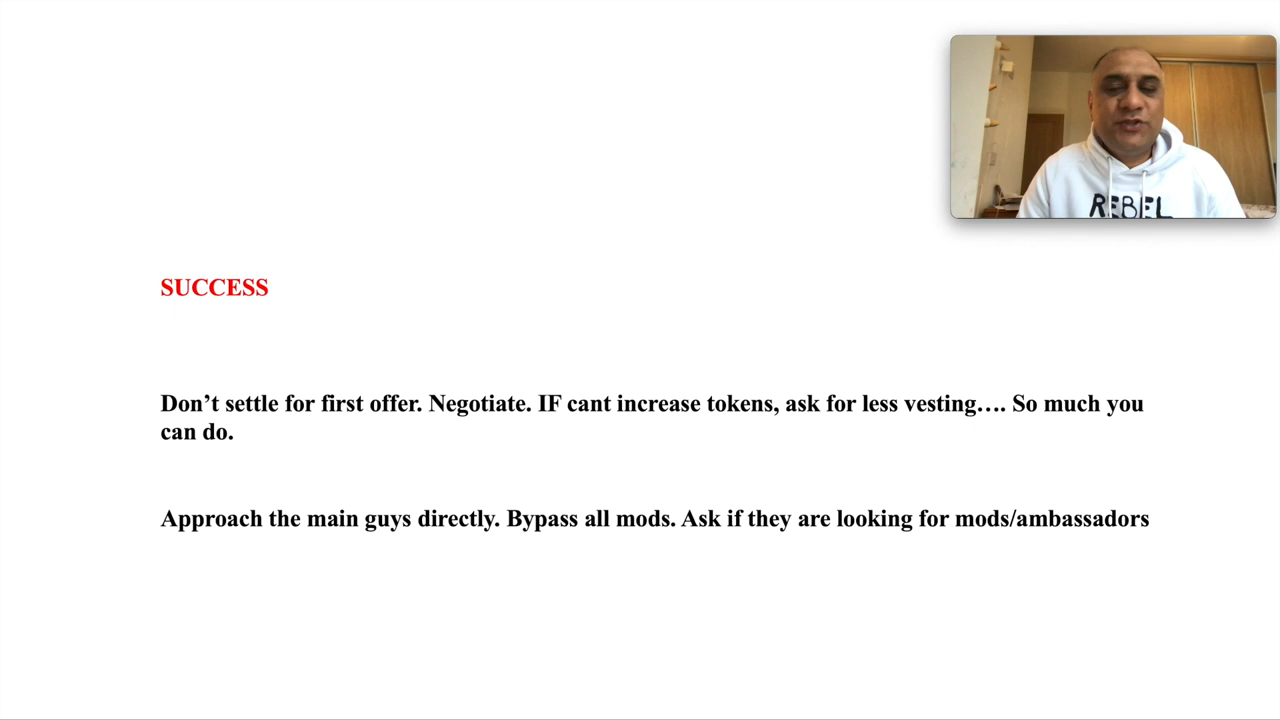 REBEL
SUCCESS
Don’t settle for first offer. Negotiate. IF cant increase tokens, ask for less vesting…. So much you
can do.
Approach the main guys directly. Bypass all mods. Ask if they are looking for mods/ambassadors